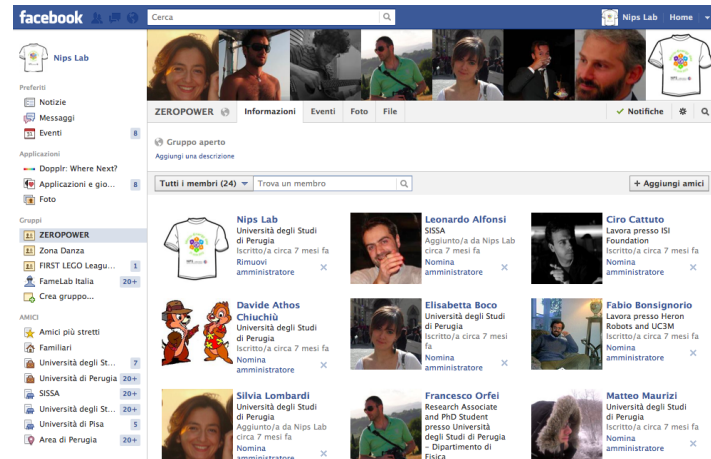 facebook
Cerca
Nips Lab
Home
Nips Lab
Preferiti
Notizie
Messaggi
Eventi 8
Applicazioni
Dopplr: Where Next?
Applicazioni e gio... 8
Foto
Gruppi
ZEROPOWER
Zona Danza
FIRST LEGO Leagu... 1
FameLab Italia 20+
Crea gruppo...
AMICI
Amici più stretti
Familiari
Università degli St... 7
Università di Perugia 20+
SISSA 20+
Università degli St... 20+
Università di Pisa 5
Area di Perugia 20+
ZEROPOWER
Informazioni
Eventi
Foto
File
Notifiche
Gruppo aperto
Aggiungi una descrizione
Tutti i membri (24)
Trova un membro
+ Aggiungi amici
Nips Lab
Università degli Studi
di Perugia
Iscritto/a circa 7 mesi fa
Rimuovi
amministratore
Leonardo Alfonsi
SISSA
Aggiunto/a da Nips Lab
circa 7 mesi fa
Nomina
amministratore
Ciro Cattuto
Lavora presso ISI
Foundation
Iscritto/a circa 7 mesi fa
Nomina
amministratore
Davide Athos
Chiuchiù
Università degli Studi
di Perugia
Iscritto/a circa 7 mesi fa
Nomina
amministratore
Elisabetta Boco
Università degli Studi
di Perugia
Iscritto/a circa 7 mesi
fa
Nomina
amministratore
Fabio Bonsignorio
Lavora presso Heron
Robots and UC3M
Iscritto/a circa 7 mesi fa
Nomina
amministratore
Silvia Lombardi
Università degli Studi
di Perugia
Aggiunto/a da Nips Lab
circa 7 mesi fa
Nomina
amministratore
Francesco Orfei
Research Associate
and PhD Student
presso Università
degli Studi di Perugia
- Dipartimento di
Fisica
Matteo Maurizi
Università degli Studi
di Perugia
Iscritto/a circa 7 mesi fa
Nomina
amministratore